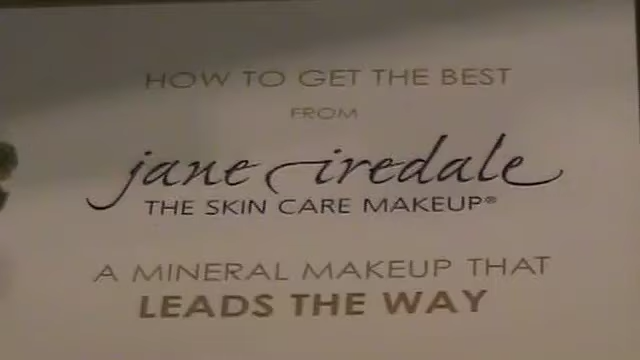 HOW TO GET THE BEST
FROM
jane iredale
THE SKIN CARE MAKEUP®
A MINERAL MAKEUP THAT
LEADS THE WAY